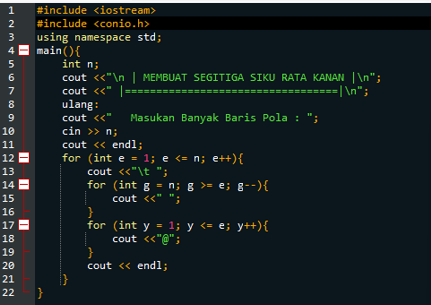 1 #include <iostream>
2 #include <conio.h>
3 using namespace std;
4 main(){
5 int n;
6 cout <<"\n | MEMBUAT SEGITIGA SIKU RATA KANAN |\n";
7 cout <<" |==================================|\n";
8 ulang:
9 cout <<"   Masukan Banyak Baris Pola : ";
10 cin >> n;
11 cout << endl;
12 for (int e = 1; e <= n; e++){
13 cout <<"\t ";
14 for (int g = n; g >= e; g--){
15 cout <<" ";
16 }
17 for (int y = 1; y <= e; y++){
18 cout <<"@";
19 }
20 cout << endl;
21 }
22 }